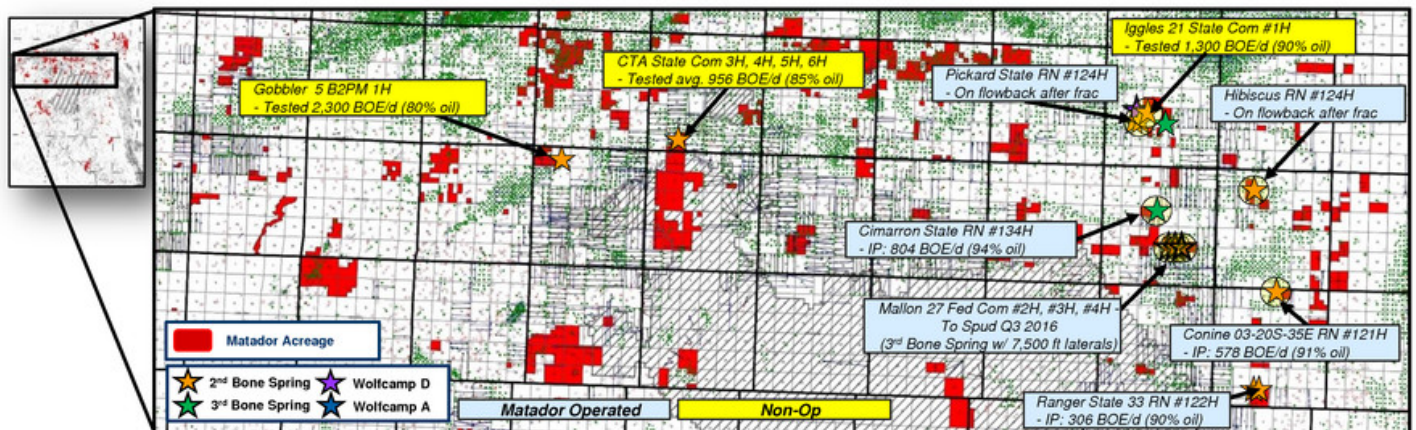 Iggles 21 State Com #1H
- Tested 1,300 BOE/d (90% oil)
CTA State Com 3H, 4H, 5H, 6H
- Tested avg. 956 BOE/d (85% oil)
Pickard State RN #124H
- On flowback after frac
Gobbler 5 B2PM 1H
- Tested 2,300 BOE/d (80% oil)
Hibiscus RN #124H
- On flowback after frac
Cimarron State RN #134H
- IP: 804 BOE/d (94% oil)
Mallon 27 Fed Com #2H, #3H, #4H -
To Spud Q3 2016
(3rd Bone Spring w/ 7,500 ft laterals)
Conine 03-20S-35E RN #121H
- IP: 578 BOE/d (91% oil)
Matador Acreage
2nd Bone Spring
Wolfcamp D
3rd Bone Spring
Wolfcamp A
Matador Operated
Non-Op
Ranger State 33 RN #122H
- IP: 306 BOE/d (90% oil)